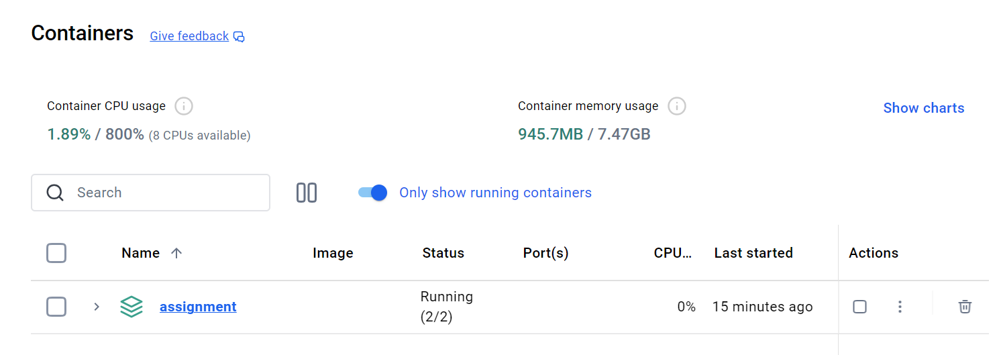 Containers Give feedback
Container CPU usage
1.89% / 800% (8 CPUs available)
Container memory usage
945.7MB / 7.47GB
Show charts
Search
Only show running containers
Name Image Status Port(s) CPU... Last started Actions
assignment Running (2/2) 0% 15 minutes ago